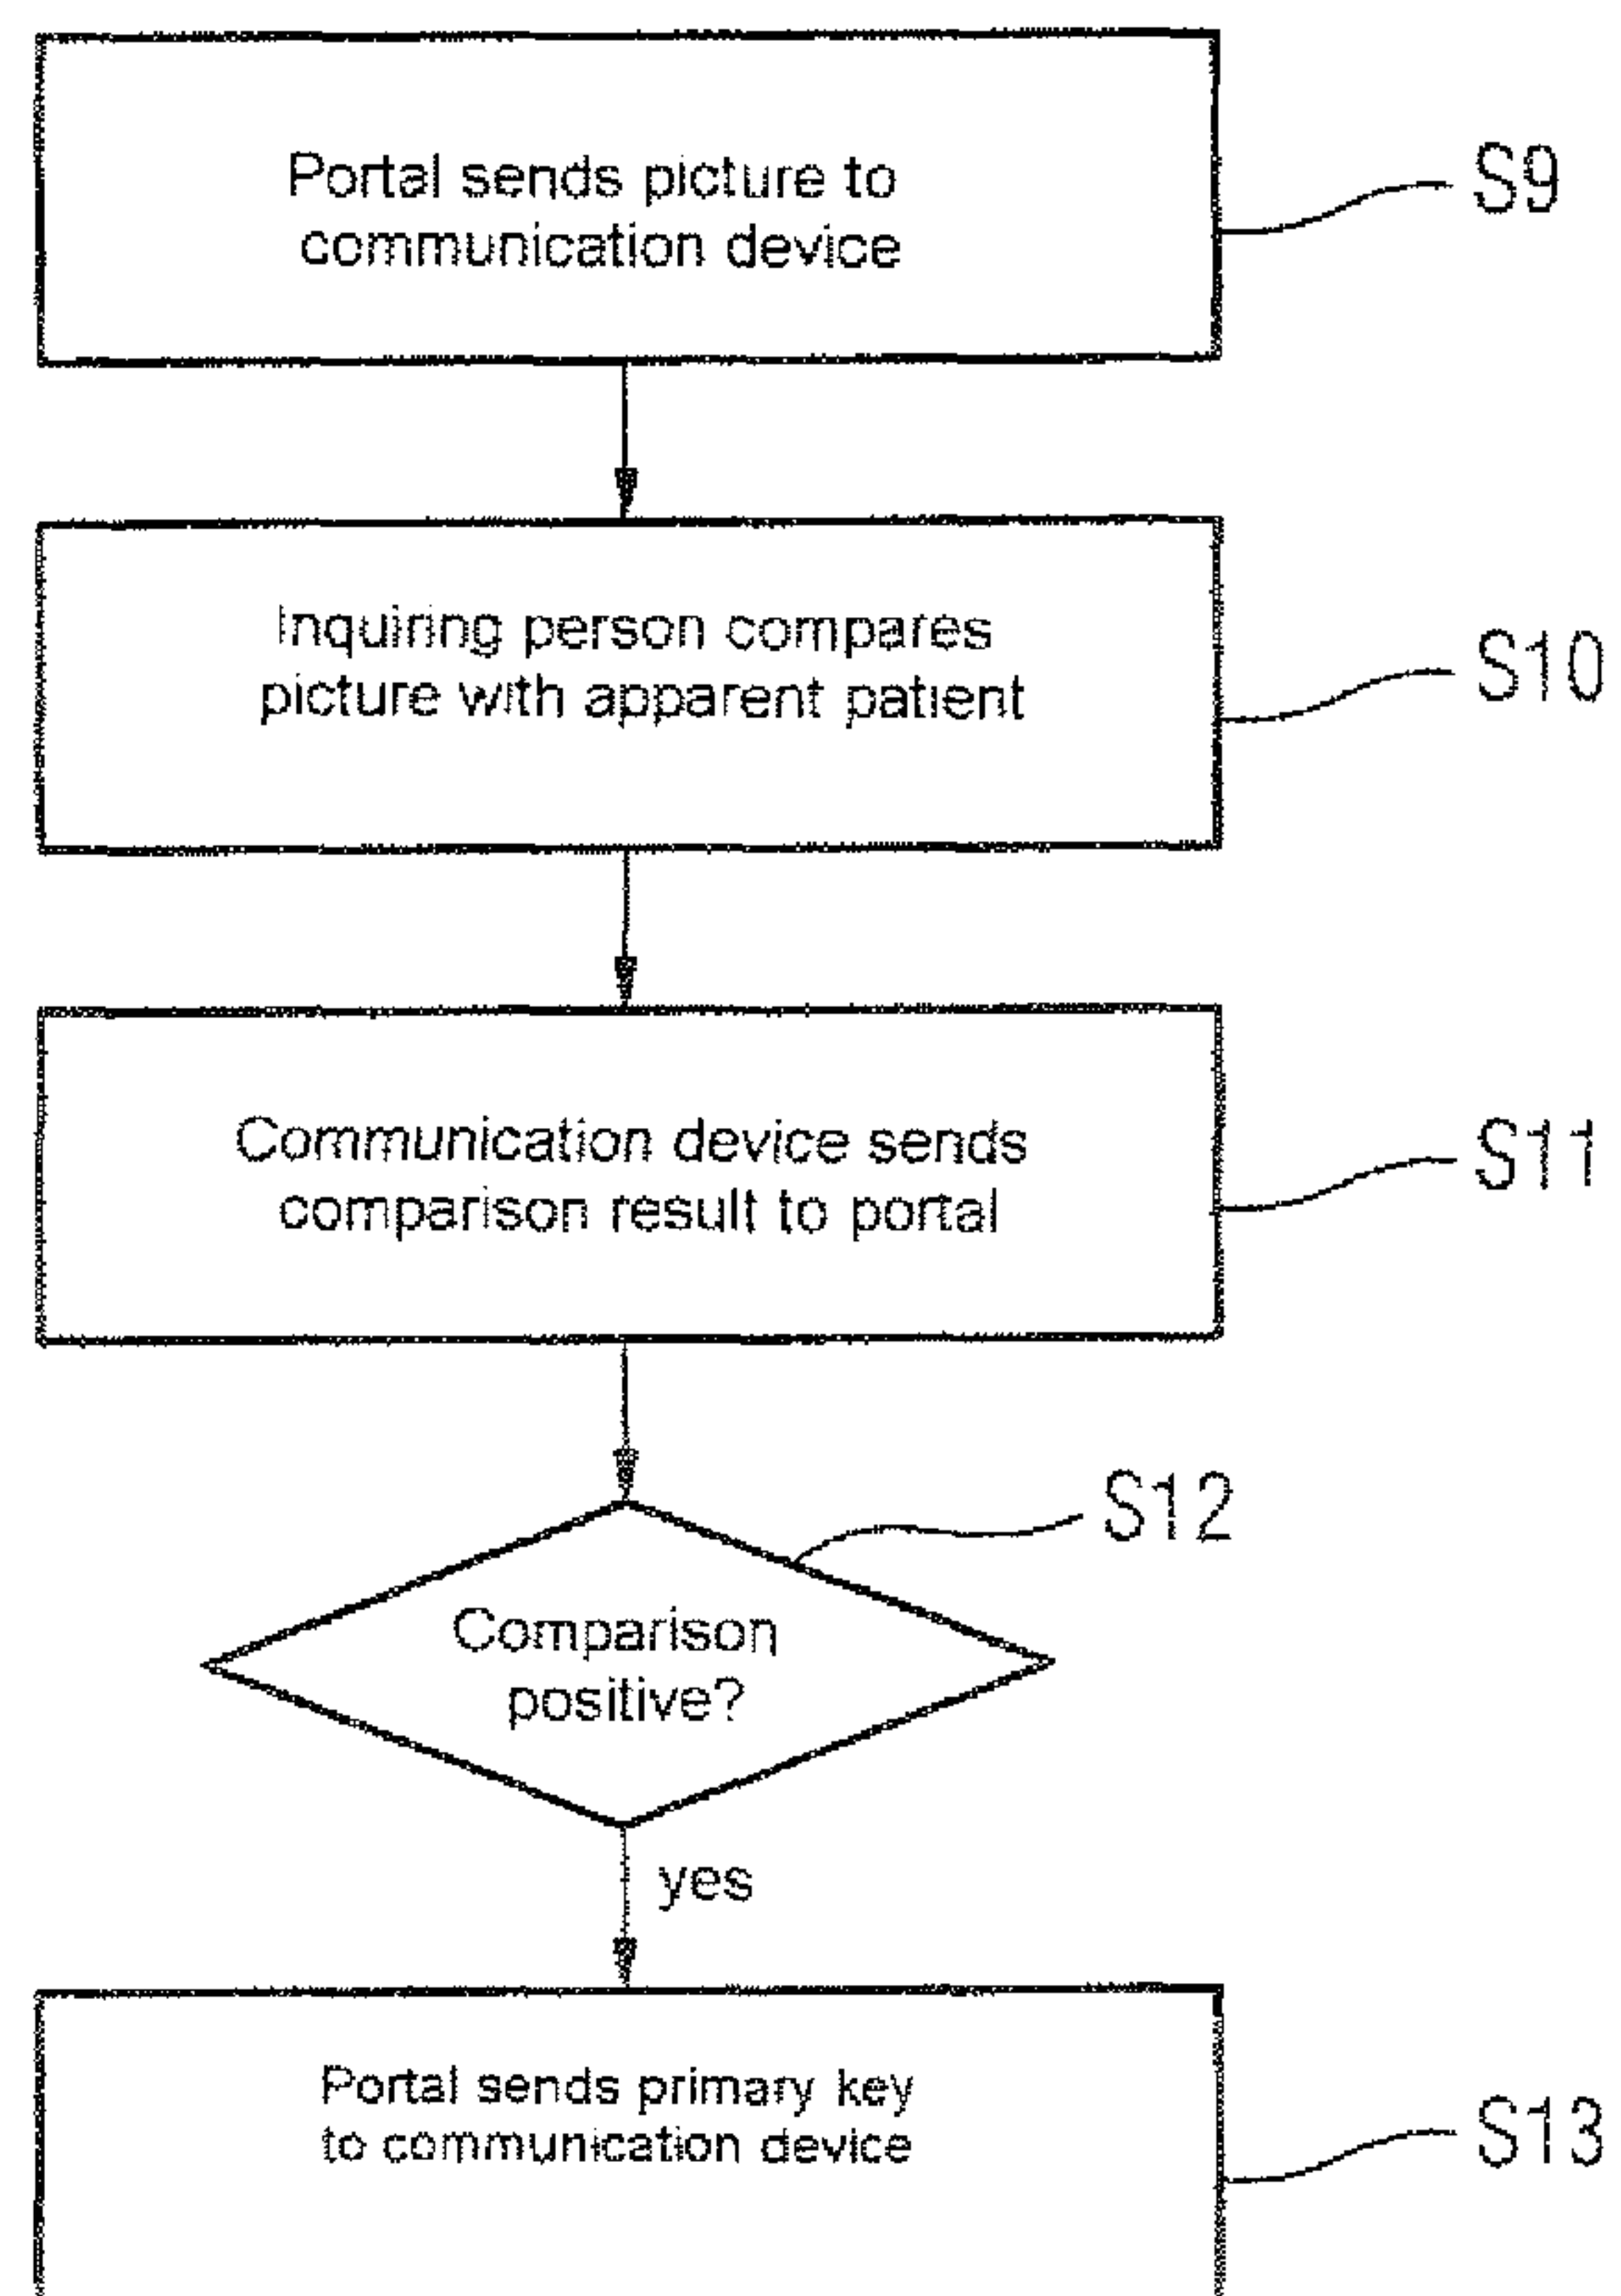 Portal sends picture to
communication device
S9
Inquiring person compares
picture with apparent patient
S10
Communication device sends
comparison result to portal
S11
S12
Comparison
positive?
yes
Portal sends primary key
to communication device
S13